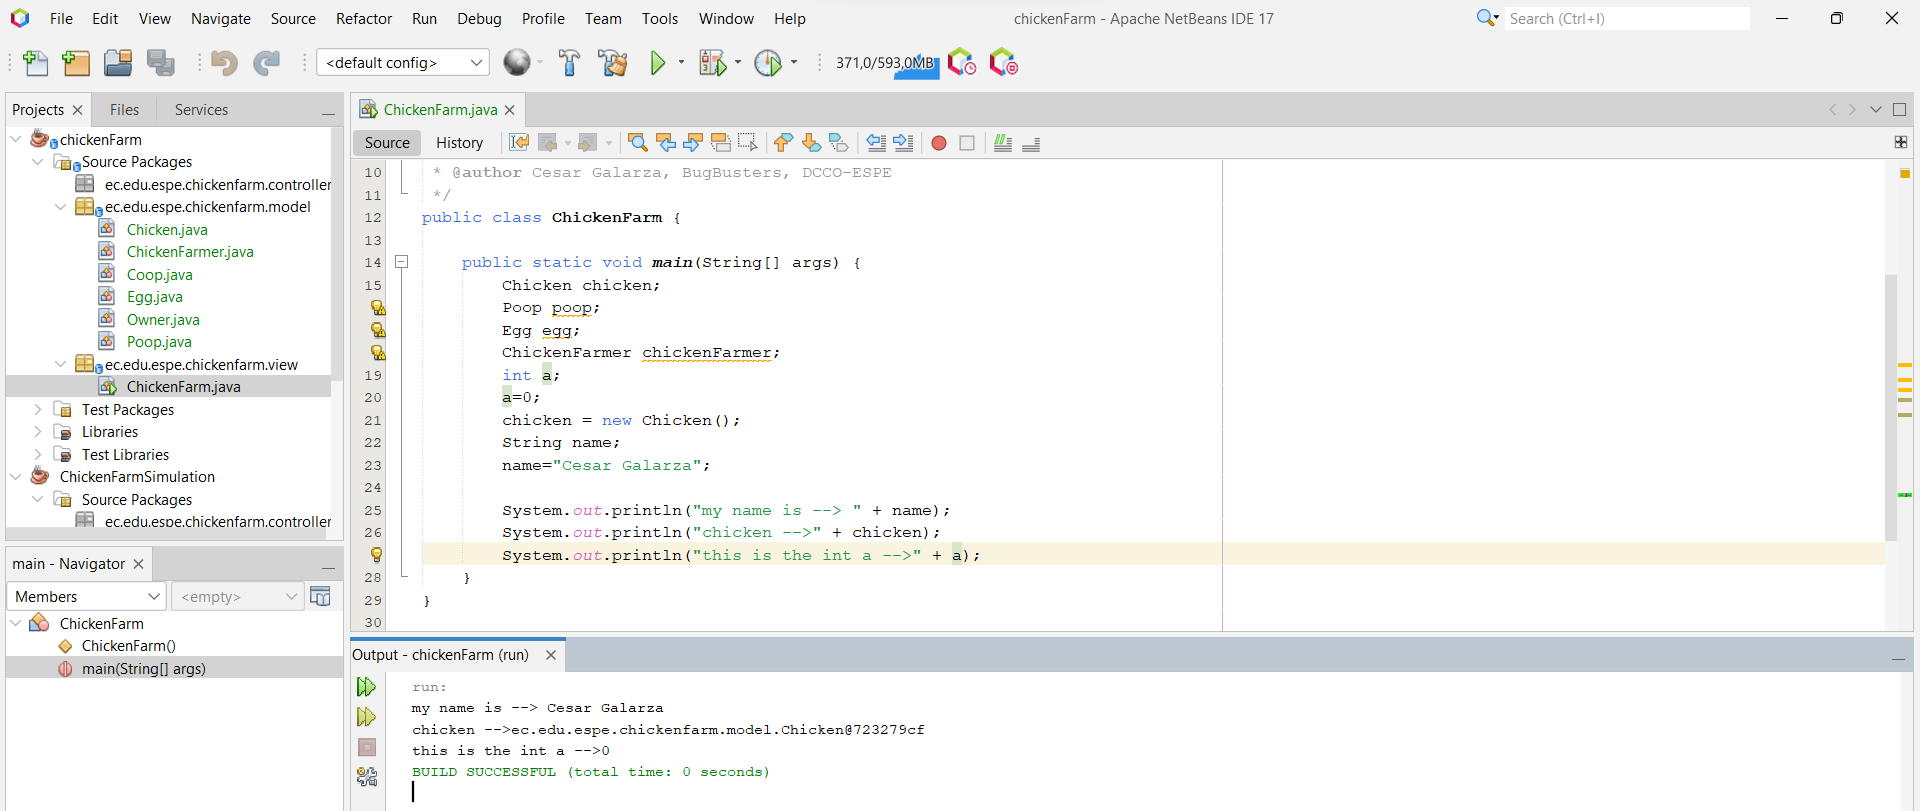 File Edit View Navigate Source Refactor Run Debug Profile Team Tools Window Help
chickenFarm - Apache NetBeans IDE 17
Search (Ctrl+I)
<default config>
371,0/593,0MB
Projects Files Services
chickenFarm
Source Packages
ec.edu.espe.chickenfarm.controller
ec.edu.espe.chickenfarm.model
Chicken.java
ChickenFarmer.java
Coop.java
Egg.java
Owner.java
Poop.java
ec.edu.espe.chickenfarm.view
ChickenFarm.java
Test Packages
Libraries
Test Libraries
ChickenFarmSimulation
Source Packages
ec.edu.espe.chickenfarm.controller
main - Navigator
Members <empty>
ChickenFarm
ChickenFarm()
main(String[] args)
ChickenFarm.java
Source History
10 * @author Cesar Galarza, BugBusters, DCCO-ESPE
11 */
12 public class ChickenFarm {
13
14 public static void main(String[] args) {
15 Chicken chicken;
Poop poop;
Egg egg;
ChickenFarmer chickenFarmer;
19 int a;
20 a=0;
21 chicken = new Chicken();
22 String name;
23 name="Cesar Galarza";
24
25 System.out.println("my name is --> " + name);
26 System.out.println("chicken -->" + chicken);
System.out.println("this is the int a -->" + a);
28 }
29 }
30
Output - chickenFarm (run)
run:
my name is --> Cesar Galarza
chicken -->ec.edu.espe.chickenfarm.model.Chicken@723279cf
this is the int a -->0
BUILD SUCCESSFUL (total time: 0 seconds)